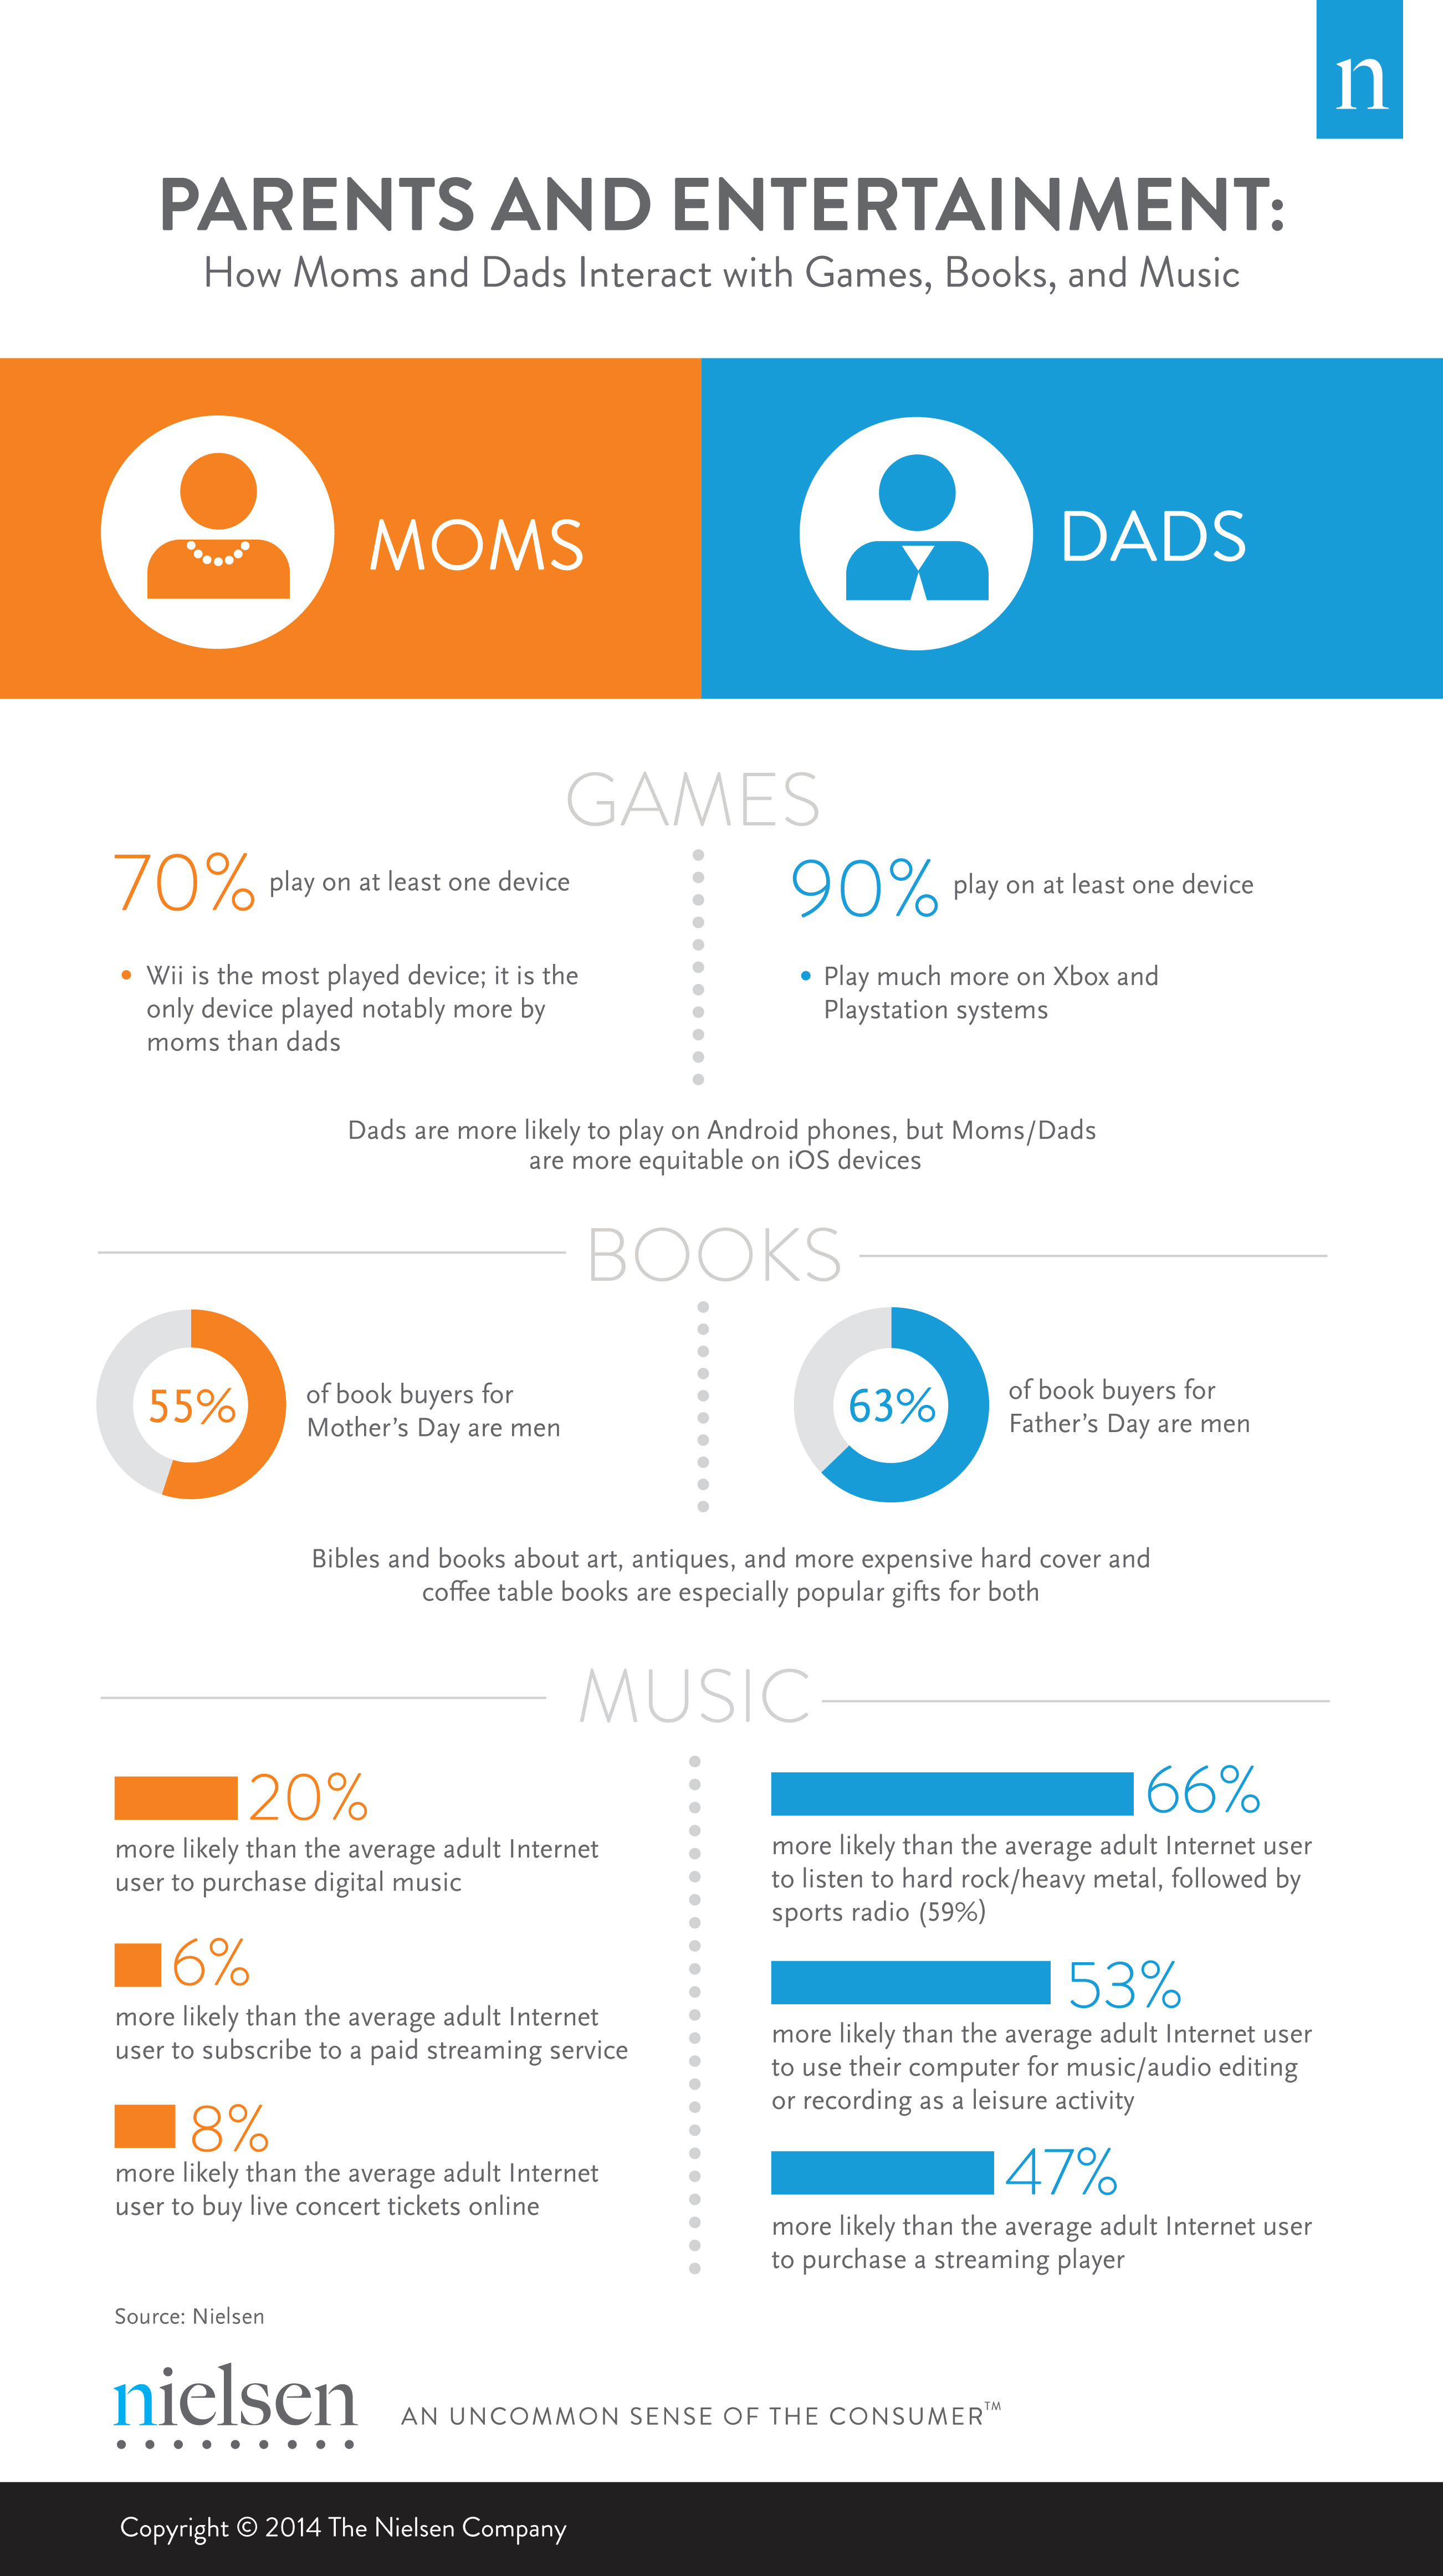 n
PARENTS AND ENTERTAINMENT:
How Moms and Dads Interact with Games, Books, and Music
MOMS
DADS
GAMES
70% play on at least one device
• Wii is the most played device; it is the
only device played notably more by
moms than dads
90% play on at least one device
• Play much more on Xbox and
Playstation systems
Dads are more likely to play on Android phones, but Moms/Dads
are more equitable on iOS devices
BOOKS
55%
of book buyers for
Mother's Day are men
63%
of book buyers for
Father's Day are men
Bibles and books about art, antiques, and more expensive hard cover and
coffee table books are especially popular gifts for both
MUSIC
20%
more likely than the average adult Internet
user to purchase digital music
6%
more likely than the average adult Internet
user to subscribe to a paid streaming service
8%
more likely than the average adult Internet
user to buy live concert tickets online
66%
more likely than the average adult Internet user
to listen to hard rock/heavy metal, followed by
sports radio (59%)
53%
more likely than the average adult Internet user
to use their computer for music/audio editing
or recording as a leisure activity
47%
more likely than the average adult Internet user
to purchase a streaming player
Source: Nielsen
nielsen
AN UNCOMMON SENSE OF THE CONSUMER™
Copyright © 2014 The Nielsen Company